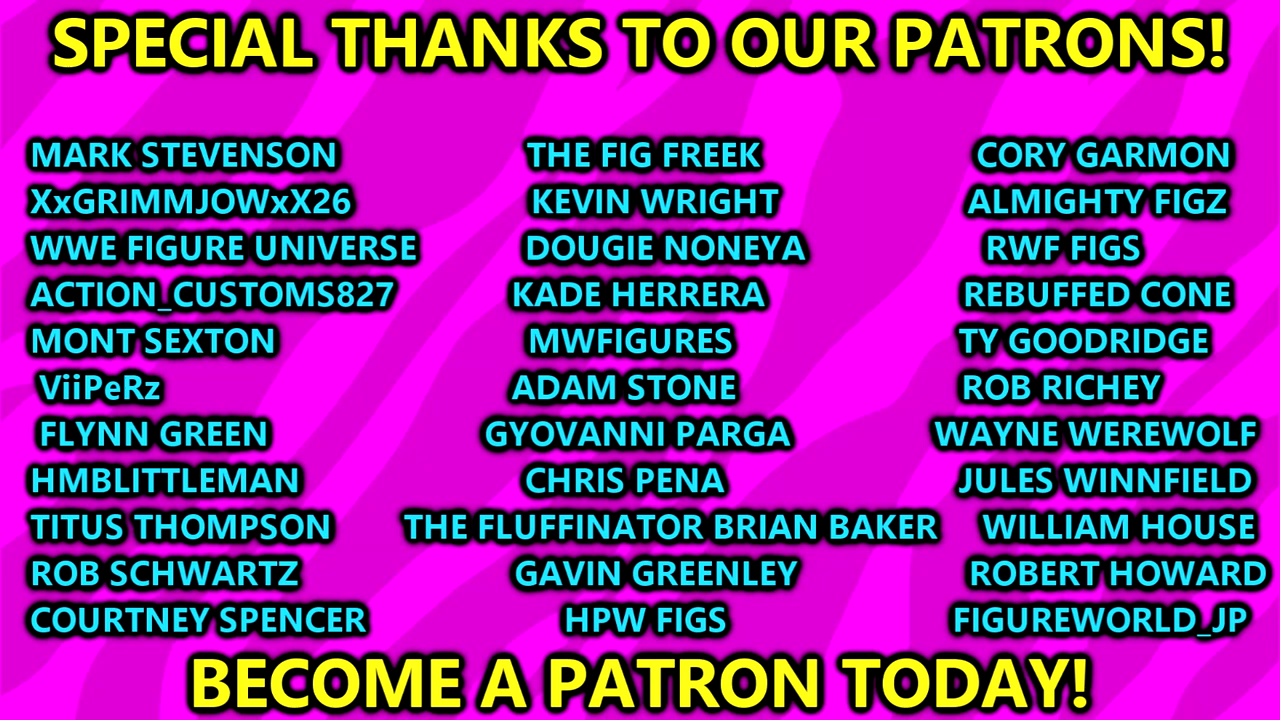 SPECIAL THANKS TO OUR PATRONS!
MARK STEVENSON THE FIG FREEK CORY GARMON
XxGRIMMJOWxX26 KEVIN WRIGHT ALMIGHTY FIGZ
WWE FIGURE UNIVERSE DOUGIE NONEYA RWF FIGS
ACTION_CUSTOMS827 KADE HERRERA REBUFFED CONE
MONT SEXTON MWFIGURES TY GOODRIDGE
ViiPeRz ADAM STONE ROB RICHEY
FLYNN GREEN GYOVANNI PARGA WAYNE WEREWOLF
HMBLITTLEMAN CHRIS PENA JULES WINNFIELD
TITUS THOMPSON THE FLUFFINATOR BRIAN BAKER WILLIAM HOUSE
ROB SCHWARTZ GAVIN GREENLEY ROBERT HOWARD
COURTNEY SPENCER HPW FIGS FIGUREWORLD_JP
BECOME A PATRON TODAY!